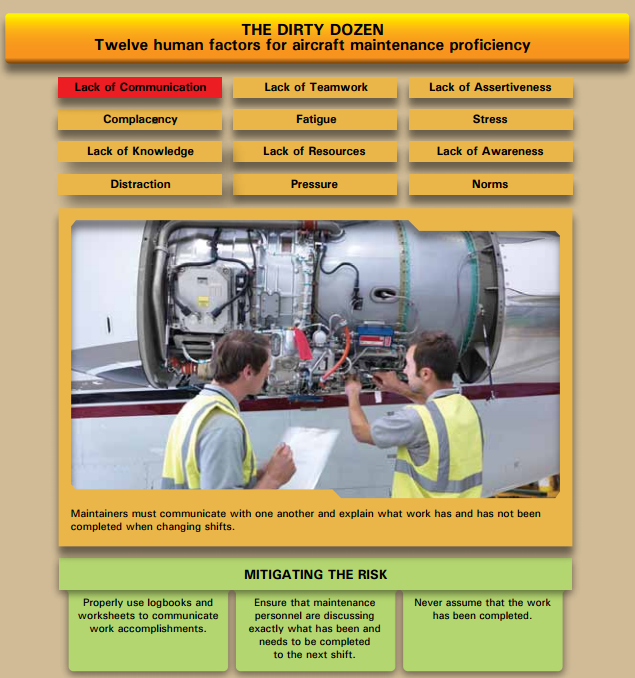 THE DIRTY DOZEN
Twelve human factors for aircraft maintenance proficiency
Lack of Communication
Lack of Teamwork
Lack of Assertiveness
Complacency
Fatigue
Stress
Lack of Knowledge
Lack of Resources
Lack of Awareness
Distraction
Pressure
Norms
Maintainers must communicate with one another and explain what work has and has not been
completed when changing shifts.
MITIGATING THE RISK
Properly use logbooks and
worksheets to communicate
work accomplishments.
Ensure that maintenance
personnel are discussing
exactly what has been and
needs to be completed
to the next shift.
Never assume that the work
has been completed.